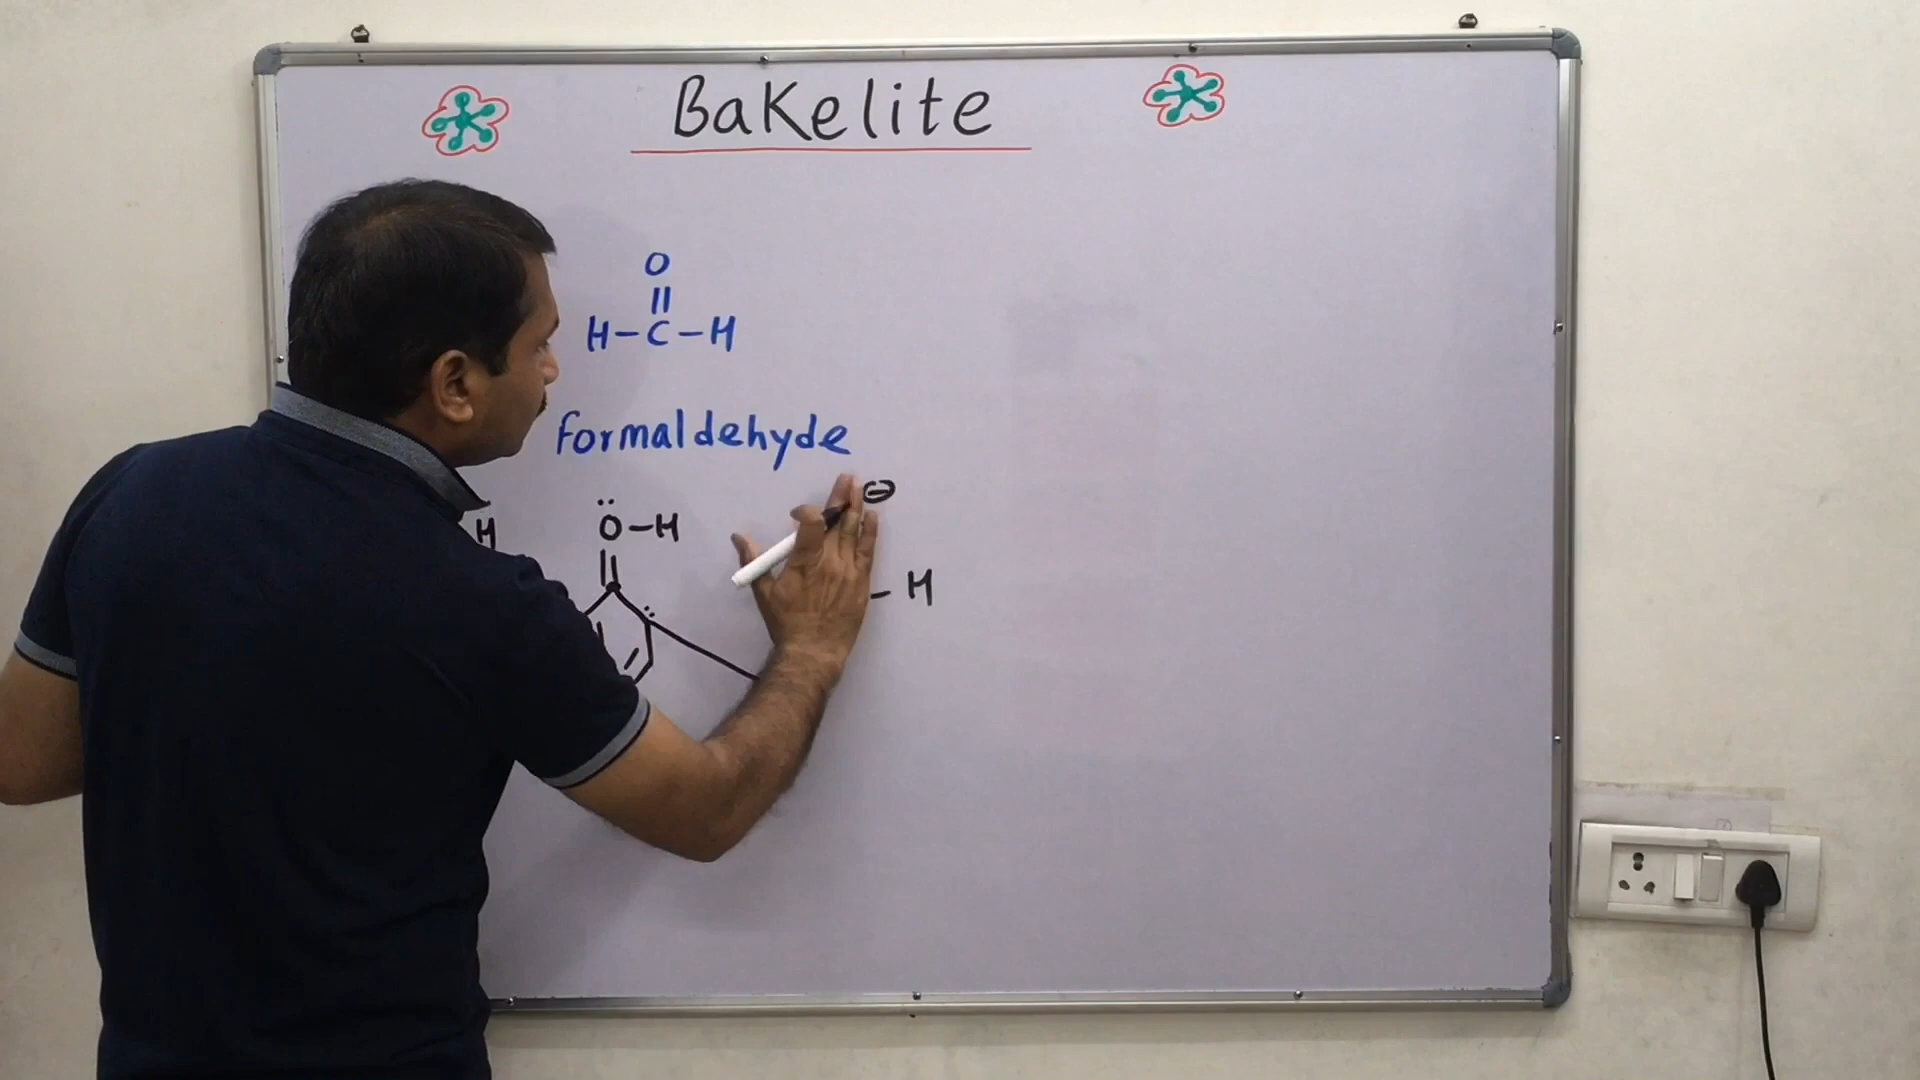 Bakelite
O
H-C-H
formaldehyde
⊖
H
Ö-H
-H